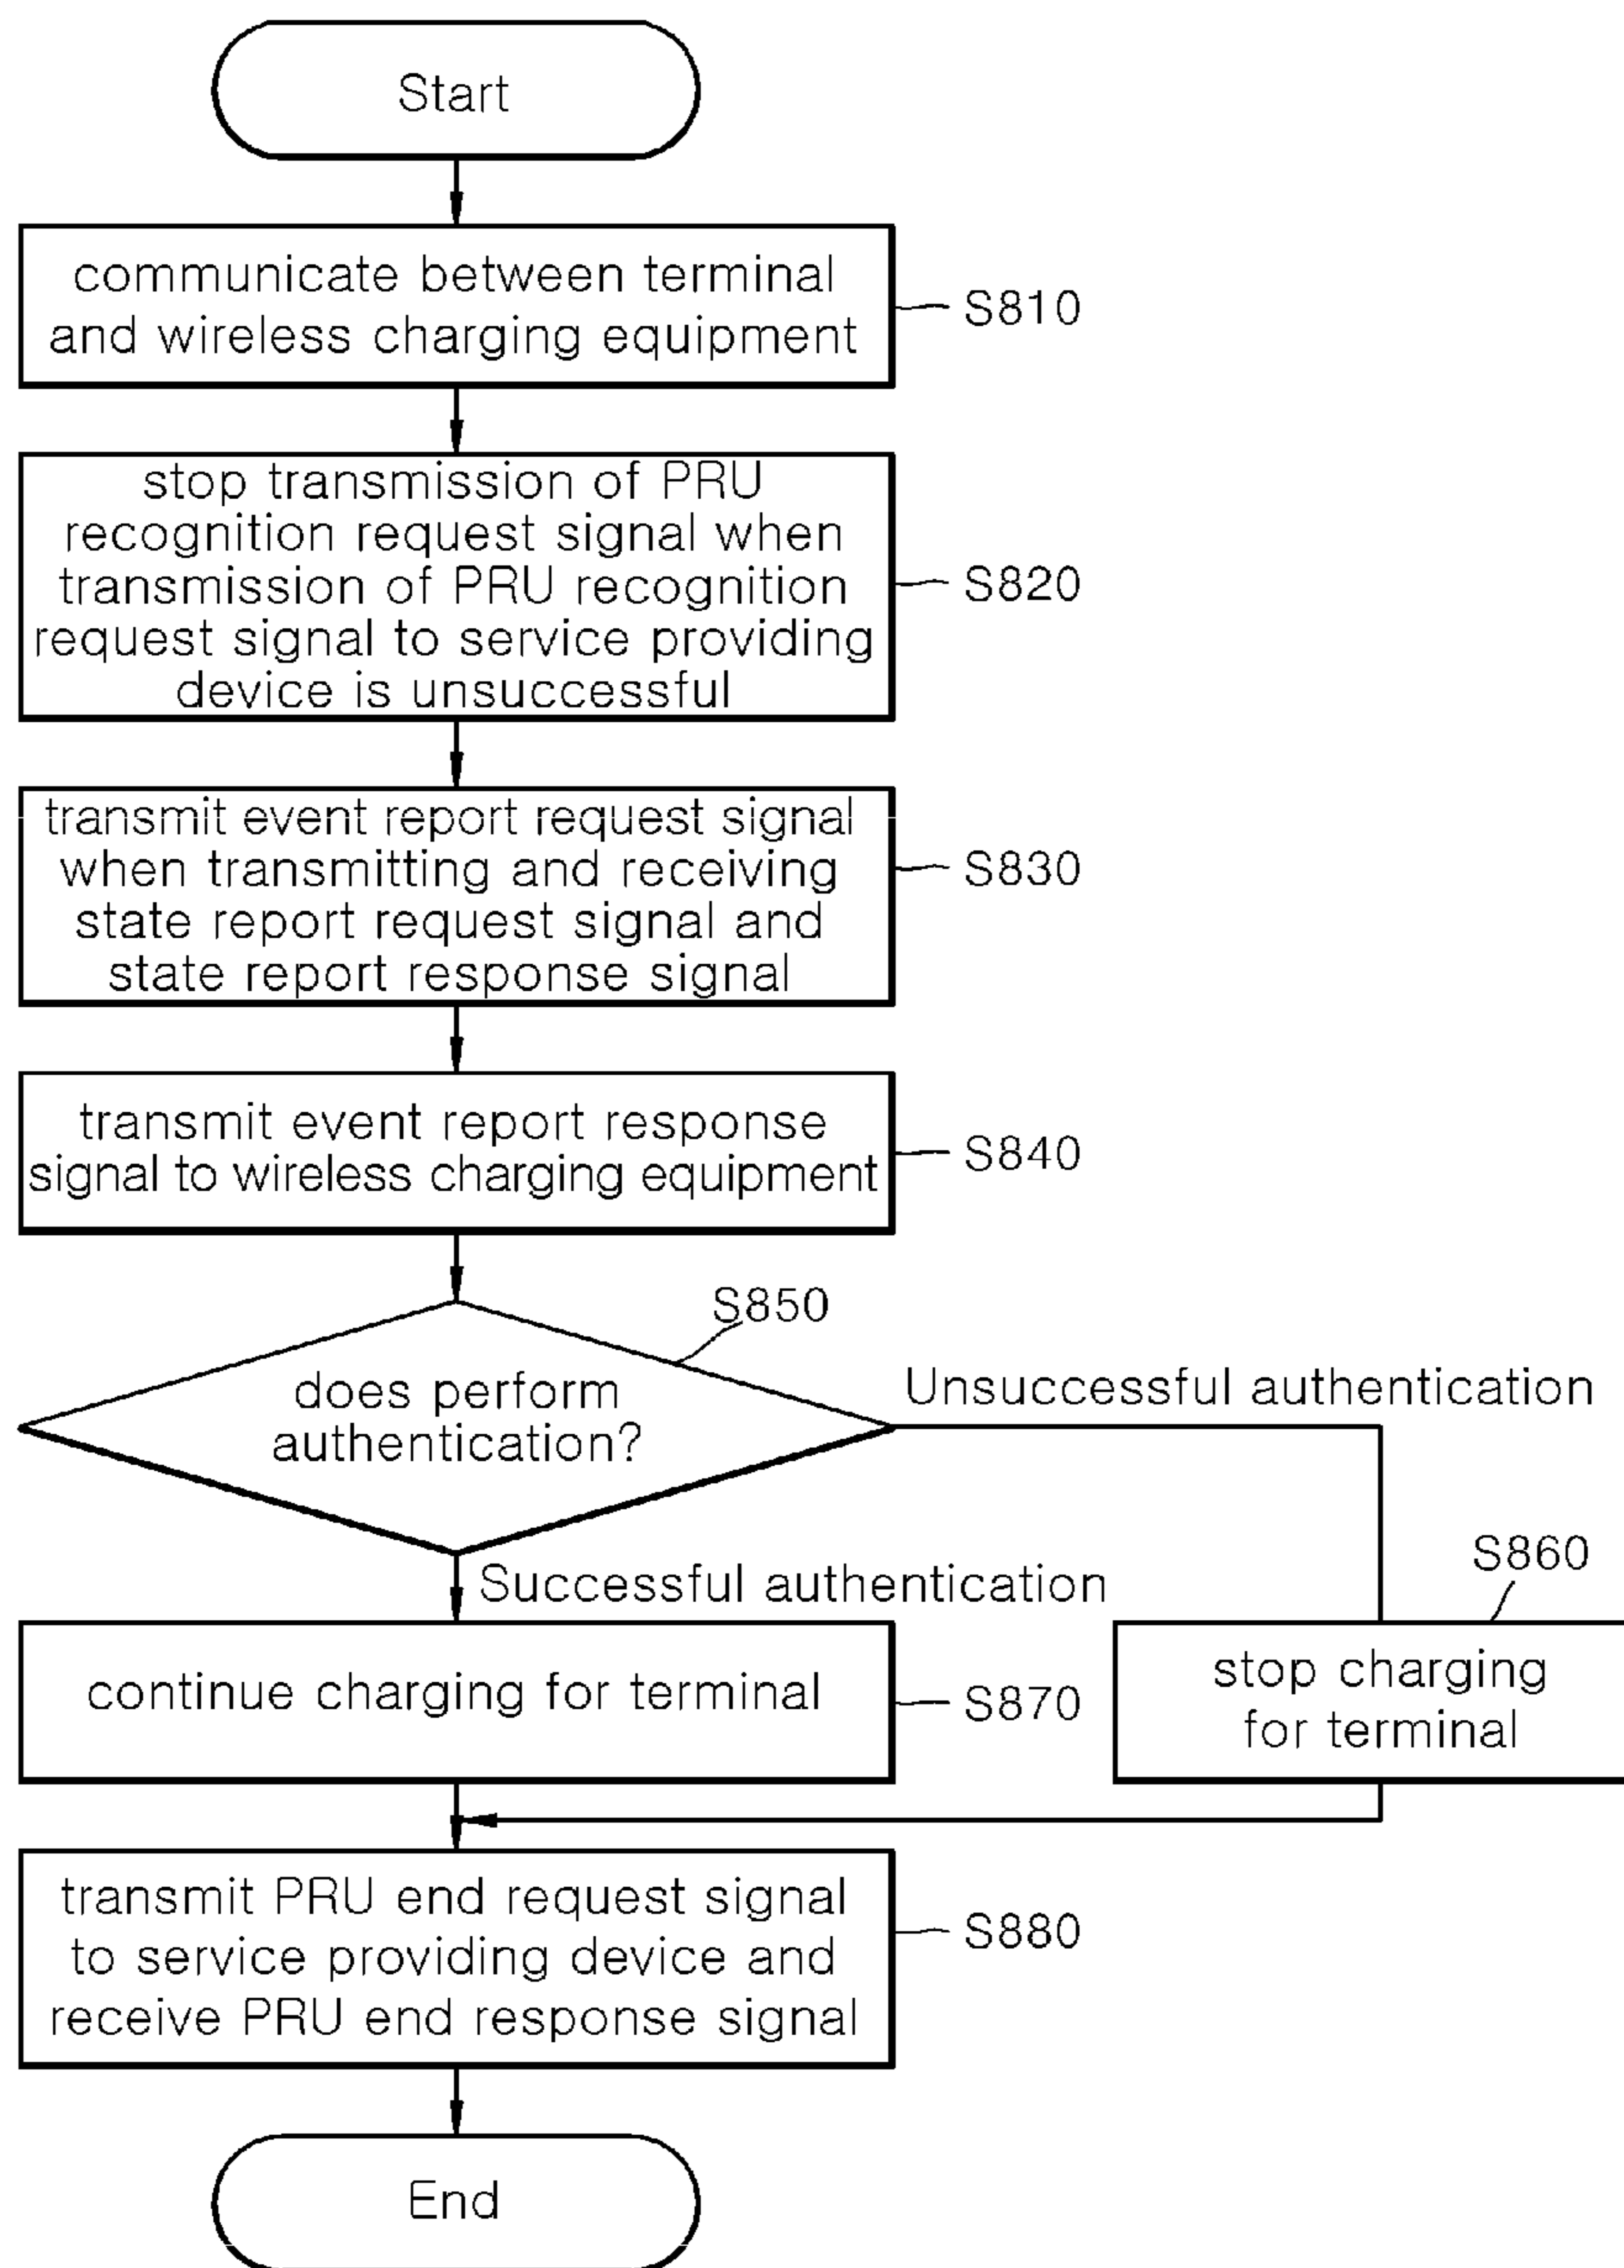 Start
communicate between terminal
and wireless charging equipment
S810
stop transmission of PRU
recognition request signal when
transmission of PRU recognition
request signal to service providing
device is unsuccessful
S820
transmit event report request signal
when transmitting and receiving
state report request signal and
state report response signal
S830
transmit event report response
signal to wireless charging equipment
S840
S850
does perform
authentication?
Unsuccessful authentication
Successful authentication
S860
stop charging
for terminal
continue charging for terminal
S870
transmit PRU end request signal
to service providing device and
receive PRU end response signal
S880
End